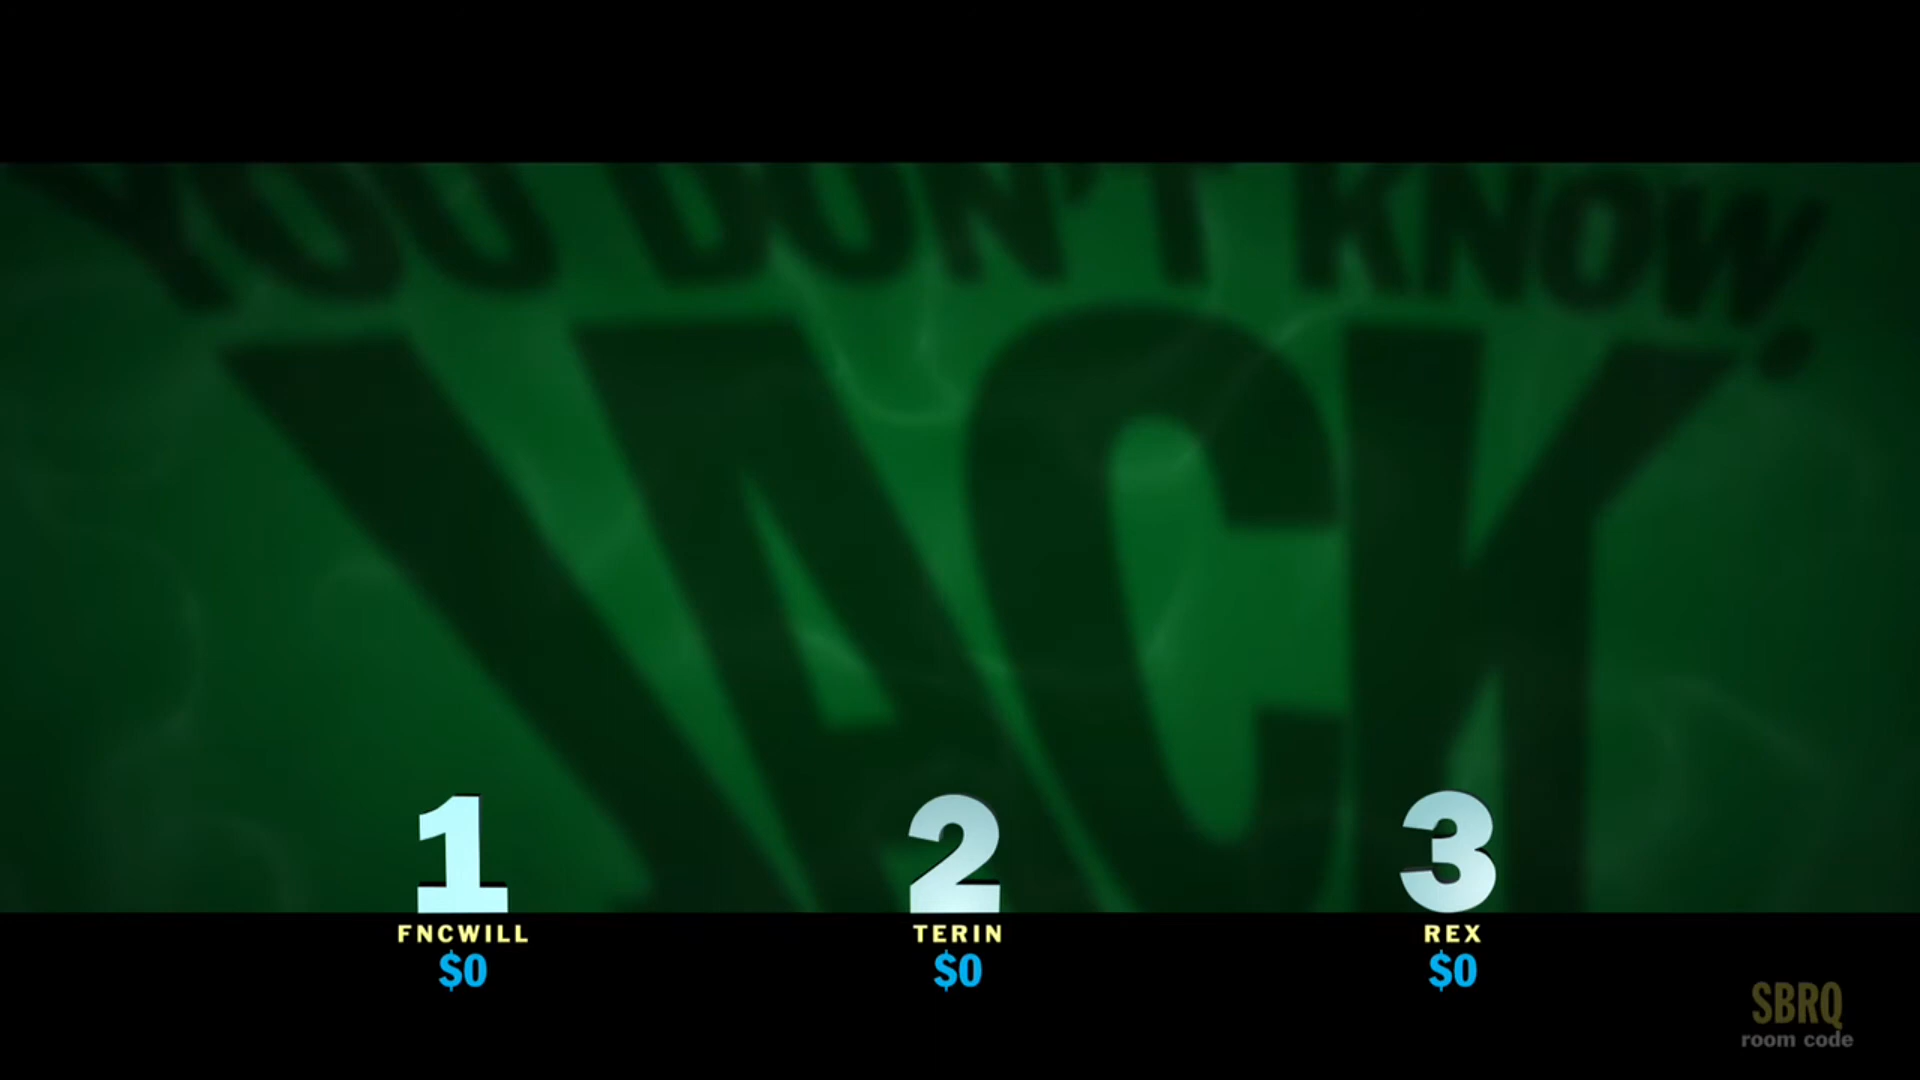 YOU DON'T KNOW
JACK.
1 2 3
FNCWILL TERIN REX
$0 $0 $0
SBRQ
room code